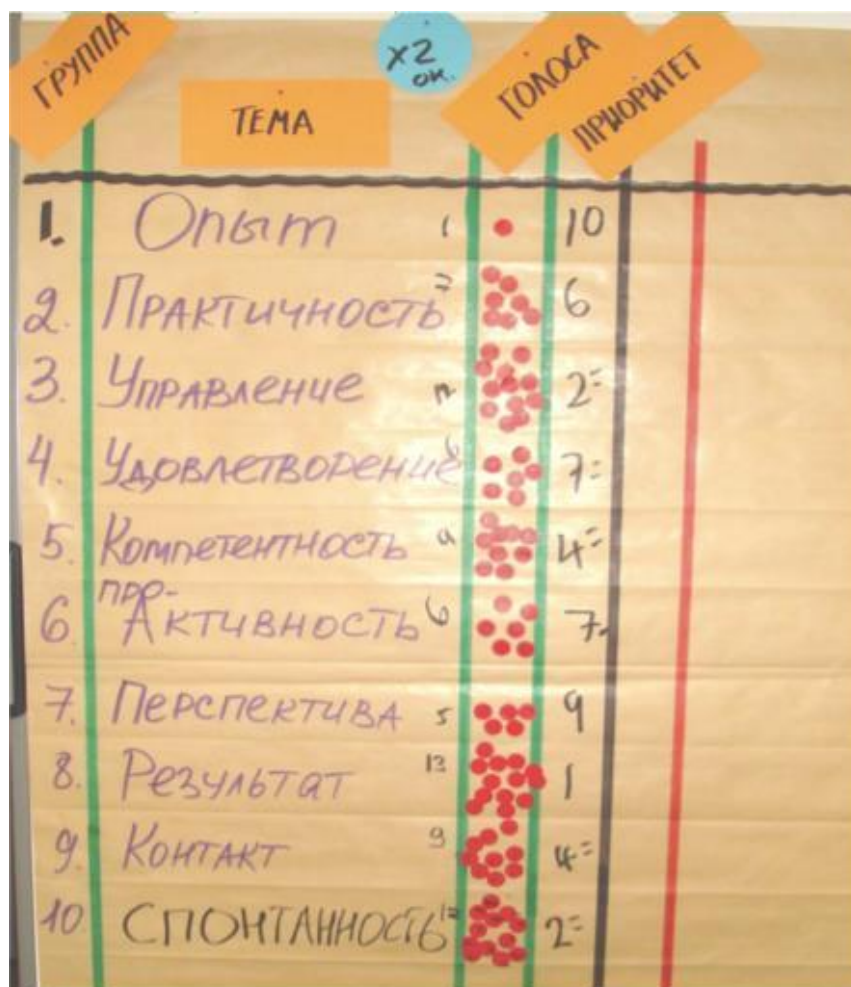 ГРУППА ТЕМА x2 ок. ГОЛОСА ПРИОРИТЕТ
1. Опыт 1 10
2. ПРАКТИЧНОСТЬ 7 6
3. УПРАВЛЕНИЕ 12 2=
4. УДОВЛЕТВОРЕНИЕ 7=
5. КОМПЕТЕНТНОСТЬ 9 4=
6. ПРО-АКТИВНОСТЬ 6 7=
7. ПЕРСПЕКТИВА 5 9
8. РЕЗУЛЬТАТ 13 1
9. КОНТАКТ 9 4=
10 СПОНТАННОСТЬ 12 2=